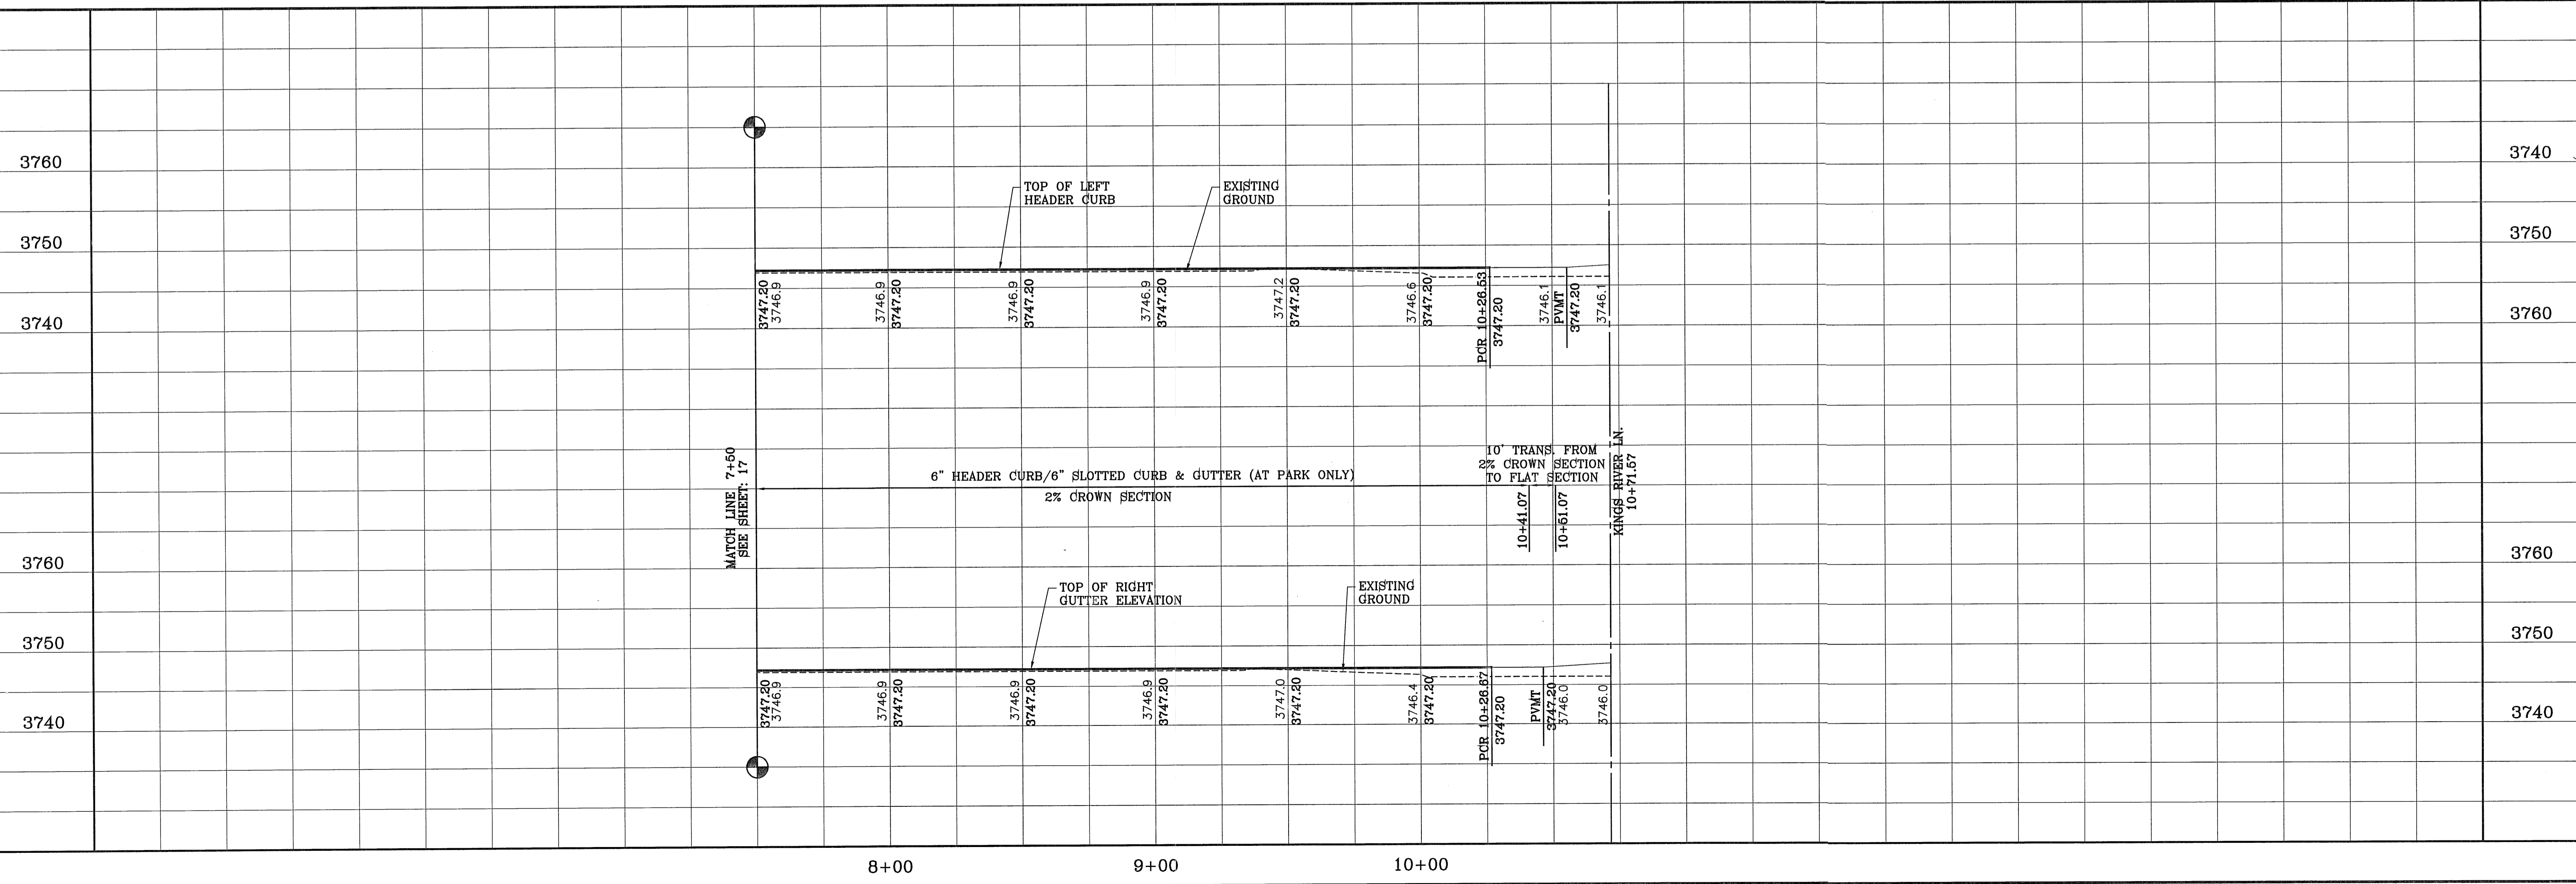 3760
3740
TOP OF LEFT
HEADER CURB
EXISTING
GROUND
3750
3750
3740
3760
3747.20
3746.9
3746.9
3747.20
3746.9
3747.20
3746.9
3747.20
3747.2
3747.20
3746.6
3747.20
PCR 10+26.53
3747.20
3746.1
PVMT
3747.20
3746.1
MATCH LINE 7+50
SEE SHEET: 17
6" HEADER CURB/6" SLOTTED CURB & GUTTER (AT PARK ONLY)
2% CROWN SECTION
10' TRANS. FROM
2% CROWN SECTION
TO FLAT SECTION
10+41.07
10+51.07
KINGS RIVER LN.
10+71.57
3760
3760
TOP OF RIGHT
GUTTER ELEVATION
EXISTING
GROUND
3750
3750
3740
3740
3747.20
3746.9
3746.9
3747.20
3746.9
3747.20
3746.9
3747.20
3747.0
3747.20
3746.4
3747.20
PCR 10+26.67
3747.20
PVMT
3747.20
3746.0
3746.0
8+00
9+00
10+00